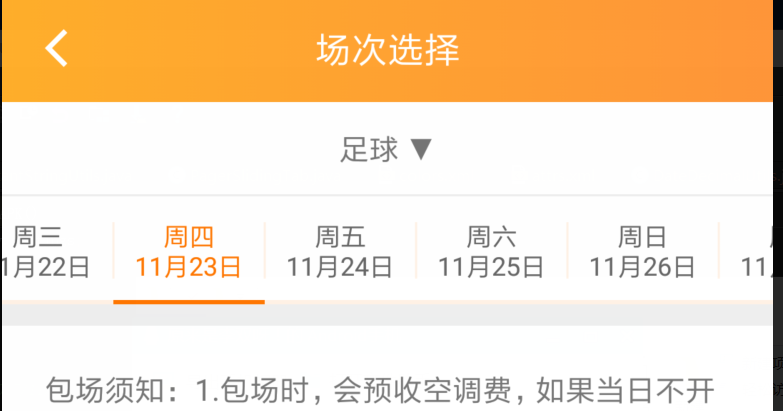 场次选择
足球 ▼
周三 周四 周五 周六 周日
1月22日 11月23日 11月24日 11月25日 11月26日 11
包场须知：1.包场时, 会预收空调费, 如果当日不开